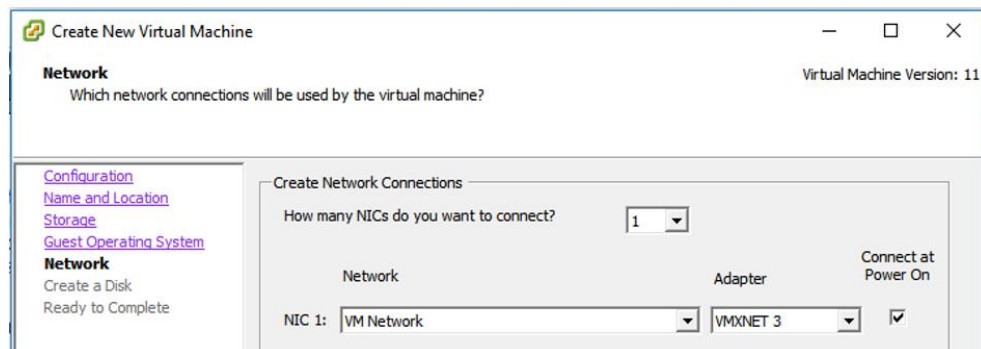 Create New Virtual Machine
Network
Virtual Machine Version: 11
Which network connections will be used by the virtual machine?
Configuration
Name and Location
Storage
Guest Operating System
Network
Create a Disk
Ready to Complete
Create Network Connections
How many NICs do you want to connect? 1
Network Adapter Connect at Power On
NIC 1: VM Network VMXNET 3